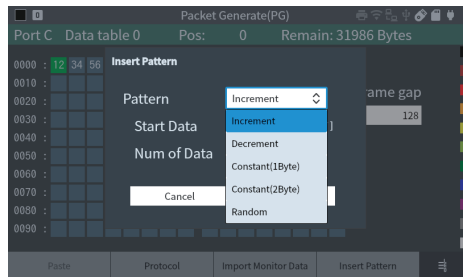 0 Packet Generate(PG)
Port C Data table 0 Pos: 0 Remain: 31986 Bytes
0000 : 12 34 56
0010 :
0020 :
0030 :
0040 :
0050 :
0060 :
0070 :
0080 :
0090 :
Insert Pattern
Pattern Increment
Start Data ]
Num of Data
Increment
Decrement
Constant(1Byte)
Constant(2Byte)
Random
Cancel
ame gap
128
Paste Protocol Import Monitor Data Insert Pattern